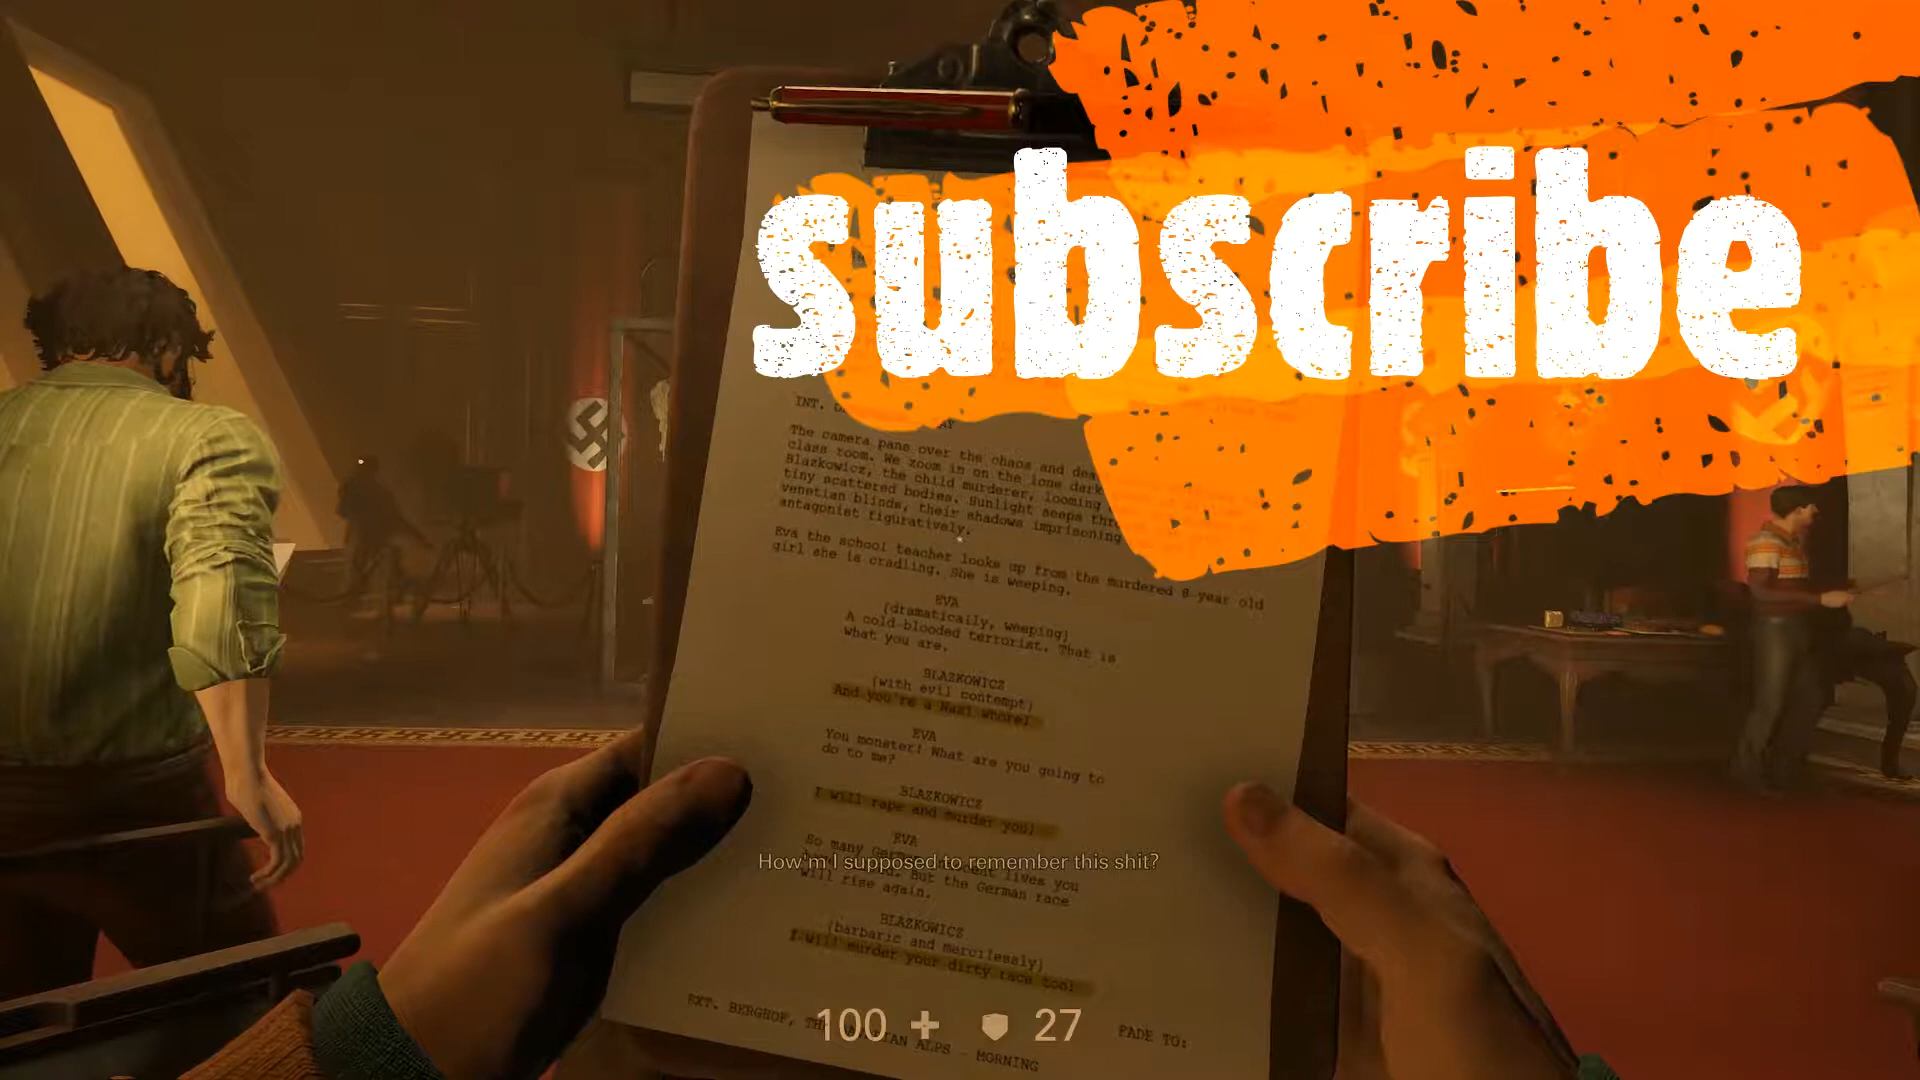 subscribe
INT.
The camera pans over the chaos and
class room. We zoom in on the lone dark
Blazkowicz, the child murderer, looming
tiny scattered bodies. Sunlight seeps
venetian blinds, their shadows imprisoning
antagonist figuratively.
Eva the school teacher looks up from the murdered 8-year old
girl she is cradling. She is weeping.
EVA
(dramatically, weeping)
A cold-blooded terrorist. That is
what you are.
BLAZKOWICZ
(with evil contempt)
And you're a Nazi whore!
EVA
You monster! What are you going to
do to me?
BLAZKOWICZ
I will rape and murder you!
EVA
So many lives you
How'm I supposed to remember this shit?
But the German race
will rise again.
BLAZKOWICZ
(barbaric and mercilessly)
I will murder your dirty race too!
FADE TO:
EXT. BERGHOF, ALPS - MORNING
100 27